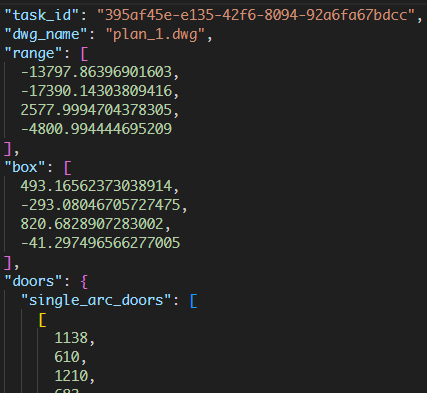 "task_id": "395af45e-e135-42f6-8094-92a6fa67bdcc",
"dwg_name": "plan_1.dwg",
"range": [
-13797.86396901603,
-17390.14303809416,
2577.9994704378305,
-4800.994444695209
],
"box": [
493.16562373038914,
-293.08046705727475,
820.6828907283002,
-41.297496566277005
],
"doors": {
"single_arc_doors": [
[
1138,
610,
1210,